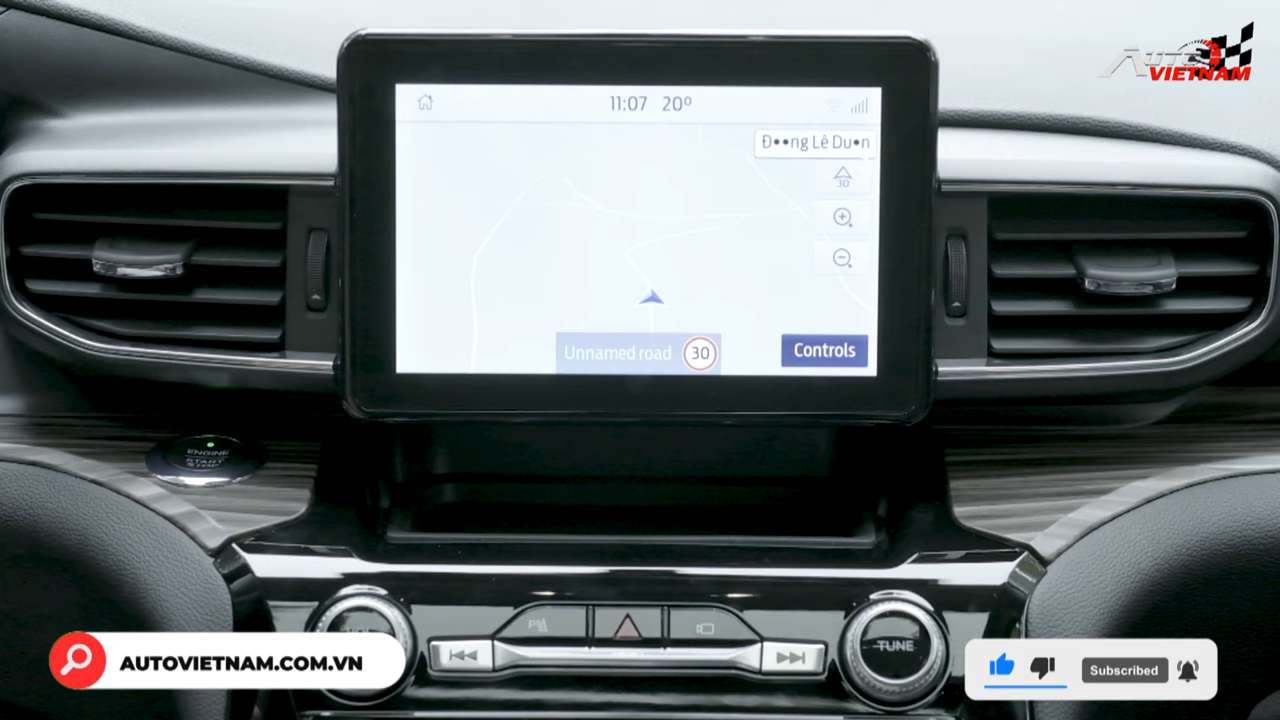 AUTO
VIETNAM
11:07 20º
Đ••ng Lê Du•n
3D
Unnamed road 30
Controls
ENGINE
START
STOP
TUNE
AUTOVIETNAM.COM.VN
Subscribed